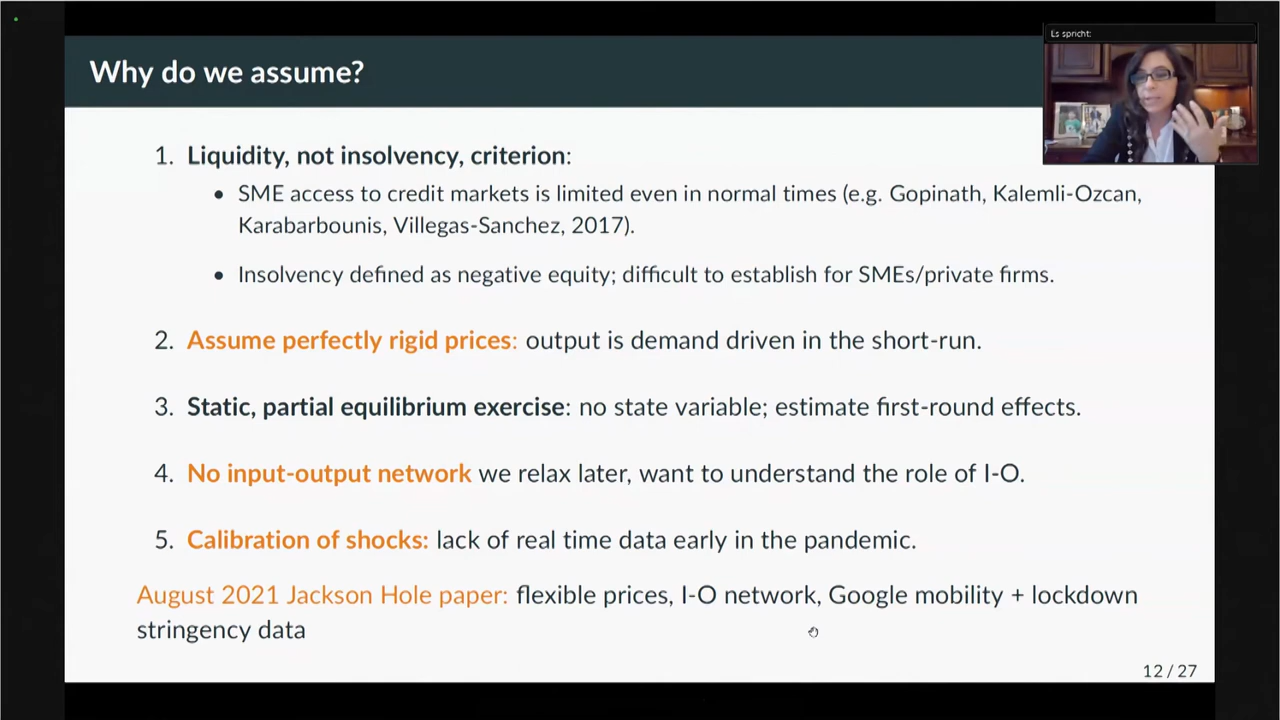 Why do we assume?
Es spricht:
1. Liquidity, not insolvency, criterion:
• SME access to credit markets is limited even in normal times (e.g. Gopinath, Kalemli-Ozcan,
Karabarbounis, Villegas-Sanchez, 2017).
• Insolvency defined as negative equity; difficult to establish for SMEs/private firms.
2. Assume perfectly rigid prices: output is demand driven in the short-run.
3. Static, partial equilibrium exercise: no state variable; estimate first-round effects.
4. No input-output network we relax later, want to understand the role of I-O.
5. Calibration of shocks: lack of real time data early in the pandemic.
August 2021 Jackson Hole paper: flexible prices, I-O network, Google mobility + lockdown
stringency data
12 / 27